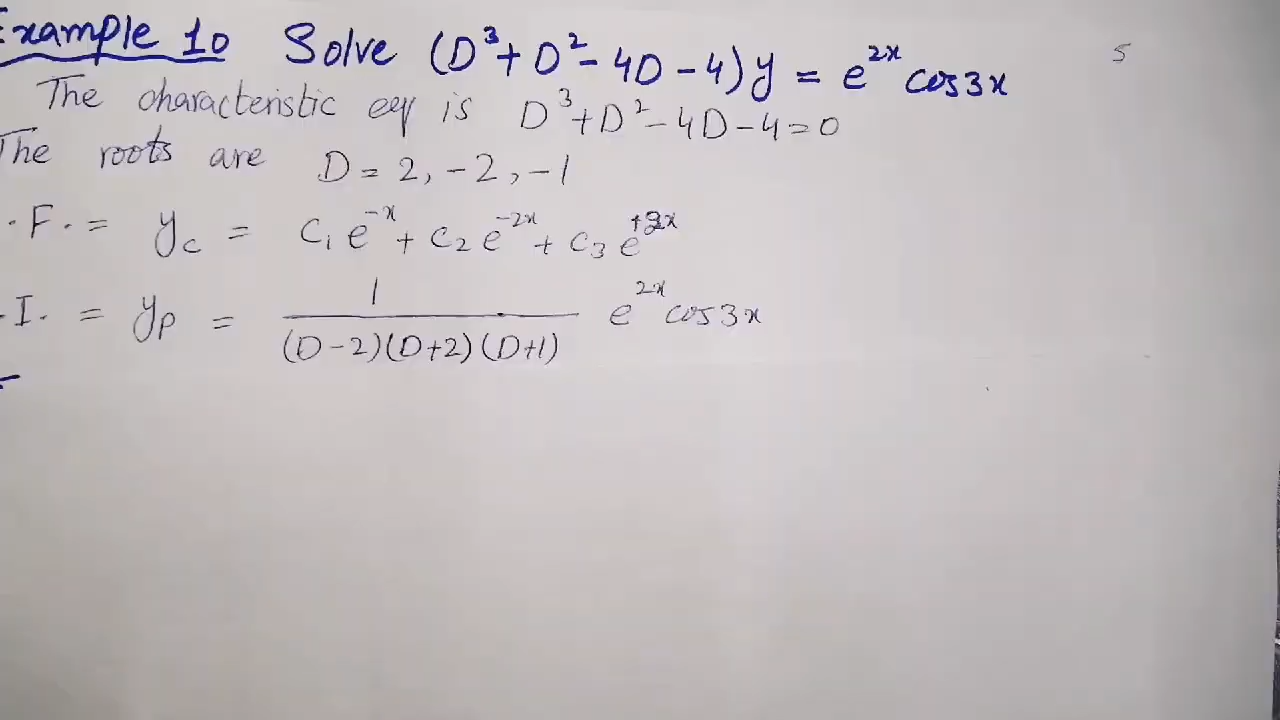 Example 10 Solve (D³+D²-4D-4)y = e^{2x} cos3x
5
The characteristic eq is D³+D²-4D-4=0
The roots are D = 2, -2, -1
.F. = y_c = c₁e^{-x} + c₂e^{-2x} + c₃e^{+2x}
.I. = y_p = 1/((D-2)(D+2)(D+1)) e^{2x} cos3x